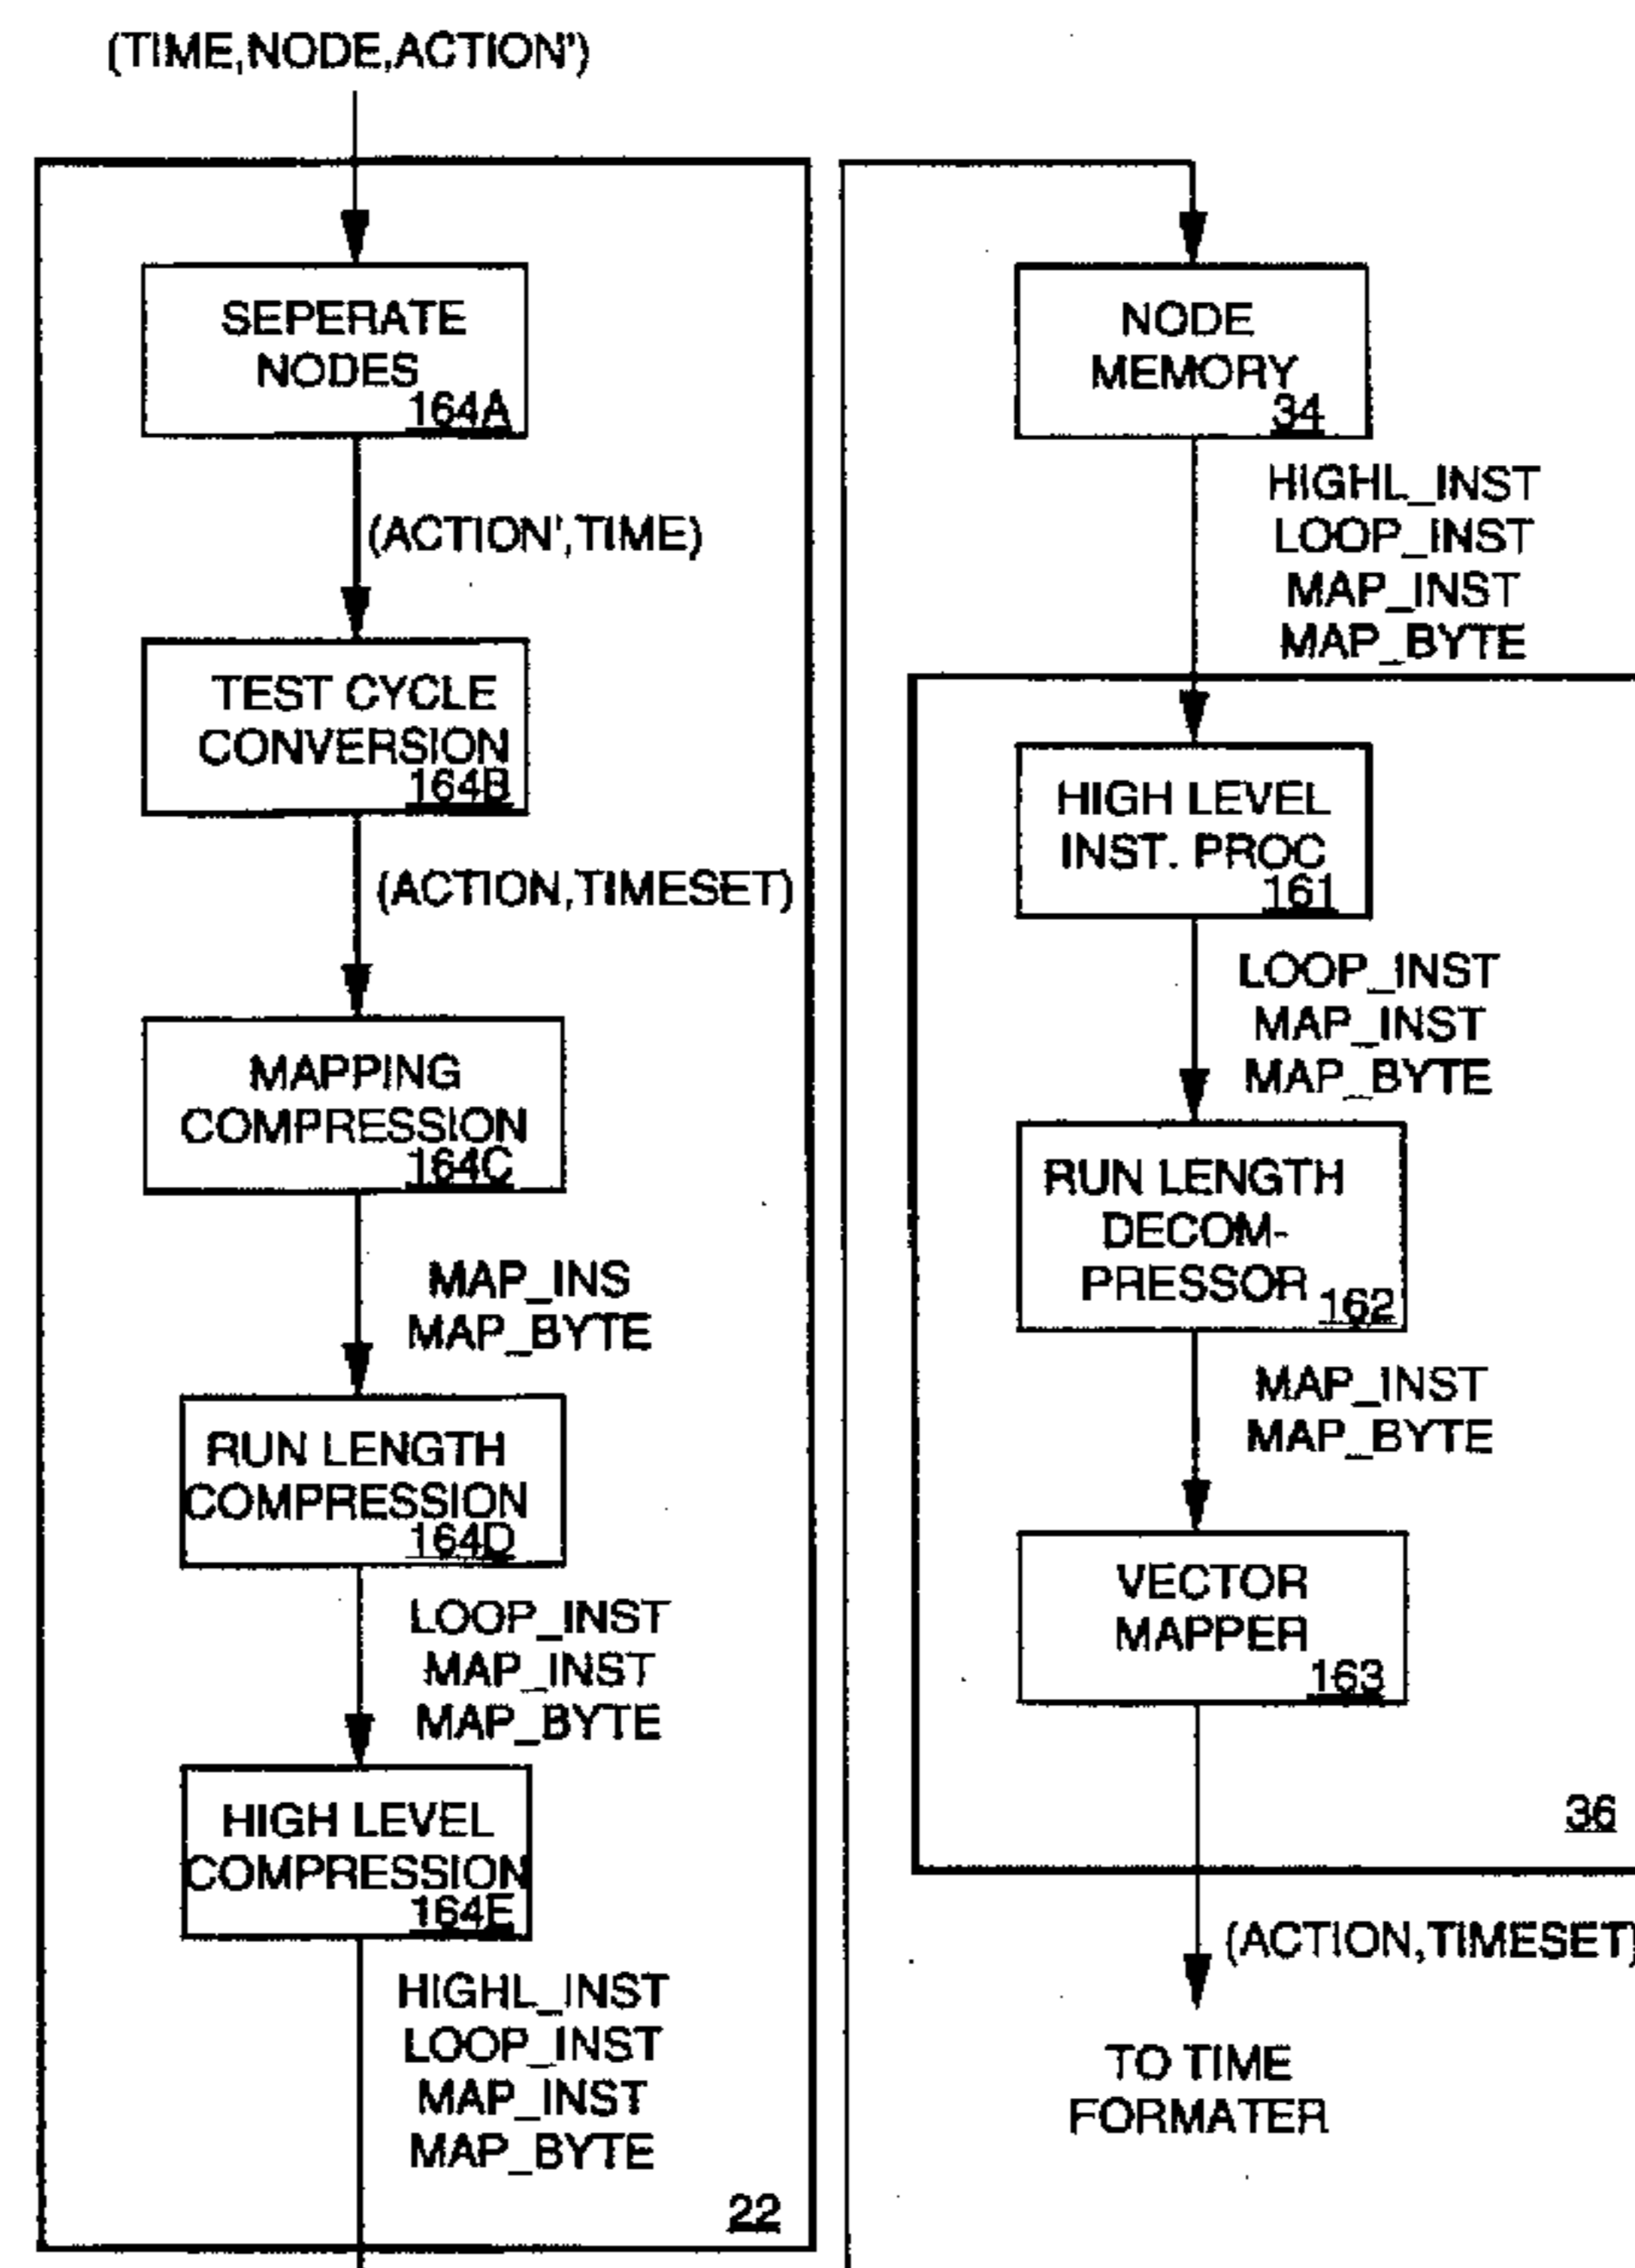 (TIME,NODE,ACTION')
SEPERATE
NODES
164A
(ACTION',TIME)
TEST CYCLE
CONVERSION
164B
(ACTION,TIMESET)
MAPPING
COMPRESSION
164C
MAP_INS
MAP_BYTE
RUN LENGTH
COMPRESSION
164D
LOOP_INST
MAP_INST
MAP_BYTE
HIGH LEVEL
COMPRESSION
164E
HIGHL_INST
LOOP_INST
MAP_INST
MAP_BYTE
22
NODE
MEMORY
34
HIGHL_INST
LOOP_INST
MAP_INST
MAP_BYTE
HIGH LEVEL
INST. PROC
161
LOOP_INST
MAP_INST
MAP_BYTE
RUN LENGTH
DECOM-
PRESSOR
162
MAP_INST
MAP_BYTE
VECTOR
MAPPER
163
36
(ACTION,TIMESET)
TO TIME
FORMATER